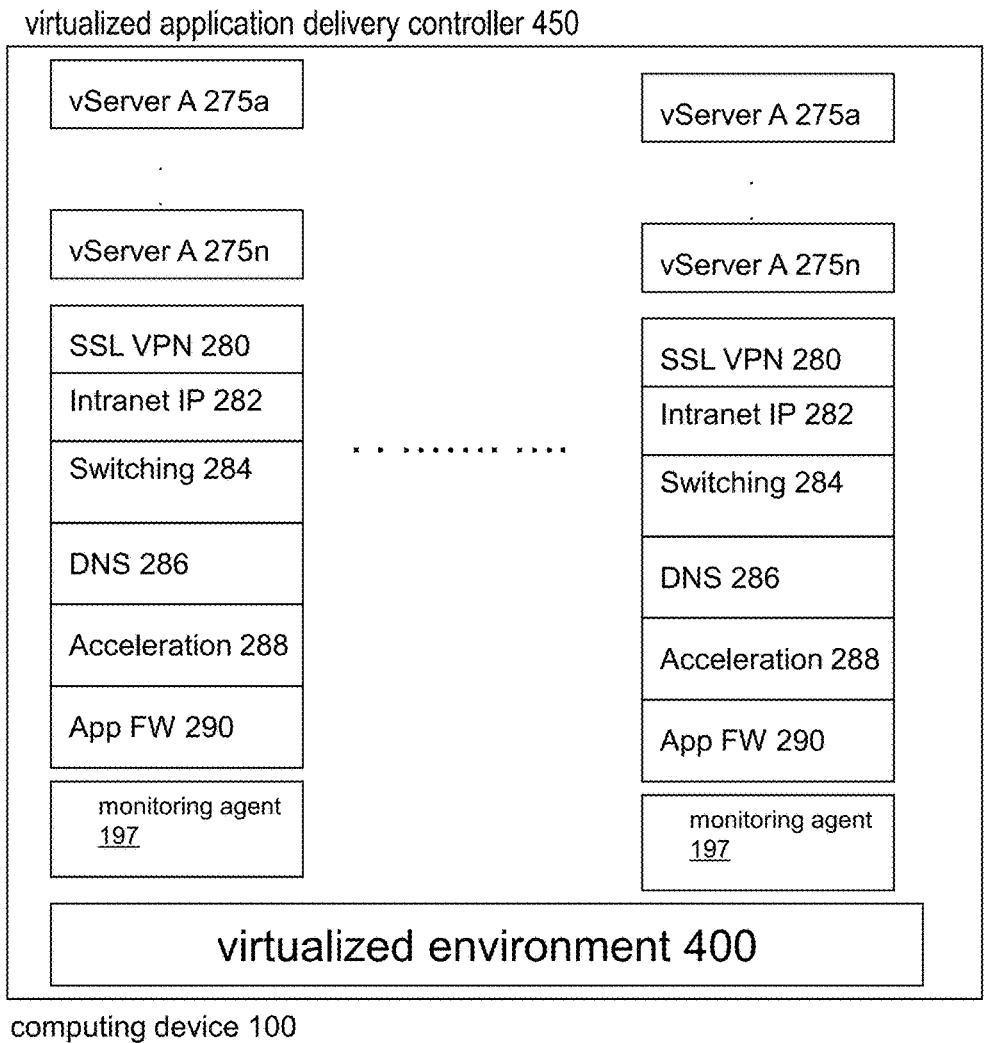 virtualized application delivery controller 450
vServer A 275a
vServer A 275n
SSL VPN 280
Intranet IP 282
Switching 284
DNS 286
Acceleration 288
App FW 290
monitoring agent
197
vServer A 275a
vServer A 275n
SSL VPN 280
Intranet IP 282
Switching 284
DNS 286
Acceleration 288
App FW 290
monitoring agent
197
virtualized environment 400
computing device 100